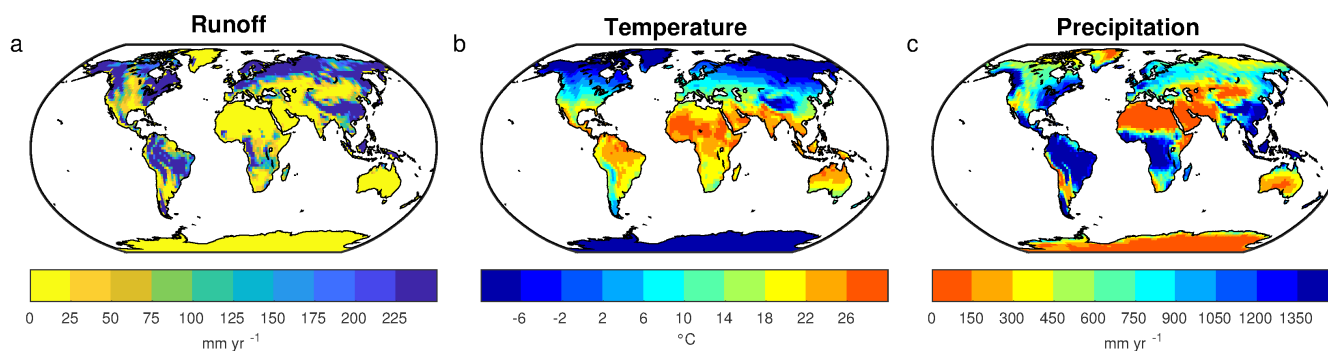 a
Runoff
b
Temperature
c
Precipitation
0 25 50 75 100 125 150 175 200 225
mm yr -1
-6 -2 2 6 10 14 18 22 26
°C
0 150 300 450 600 750 900 1050 1200 1350
mm yr -1